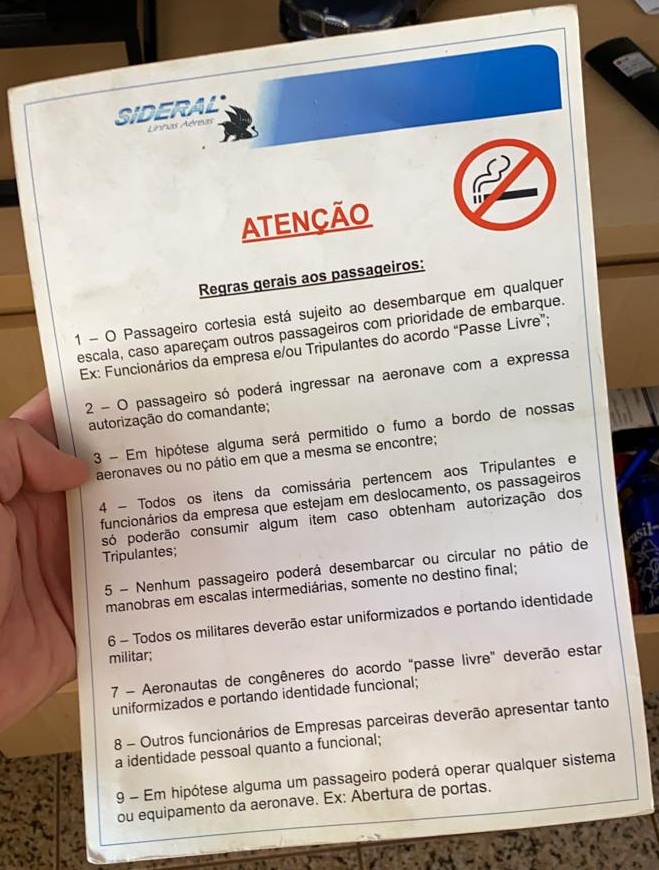 SIDERAL
Linhas Aéreas
ATENÇÃO
Regras gerais aos passageiros:
1 – O Passageiro cortesia está sujeito ao desembarque em qualquer
escala, caso apareçam outros passageiros com prioridade de embarque.
Ex: Funcionários da empresa e/ou Tripulantes do acordo “Passe Livre”;
2 – O passageiro só poderá ingressar na aeronave com a expressa
autorização do comandante;
3 – Em hipótese alguma será permitido o fumo a bordo de nossas
aeronaves ou no pátio em que a mesma se encontre;
4 – Todos os itens da comissária pertencem aos Tripulantes e
funcionários da empresa que estejam em deslocamento, os passageiros
só poderão consumir algum item caso obtenham autorização dos
Tripulantes;
5 – Nenhum passageiro poderá desembarcar ou circular no pátio de
manobras em escalas intermediárias, somente no destino final;
6 – Todos os militares deverão estar uniformizados e portando identidade
militar;
7 – Aeronautas de congêneres do acordo “passe livre” deverão estar
uniformizados e portando identidade funcional;
8 – Outros funcionários de Empresas parceiras deverão apresentar tanto
a identidade pessoal quanto a funcional;
9 – Em hipótese alguma um passageiro poderá operar qualquer sistema
ou equipamento da aeronave. Ex: Abertura de portas.